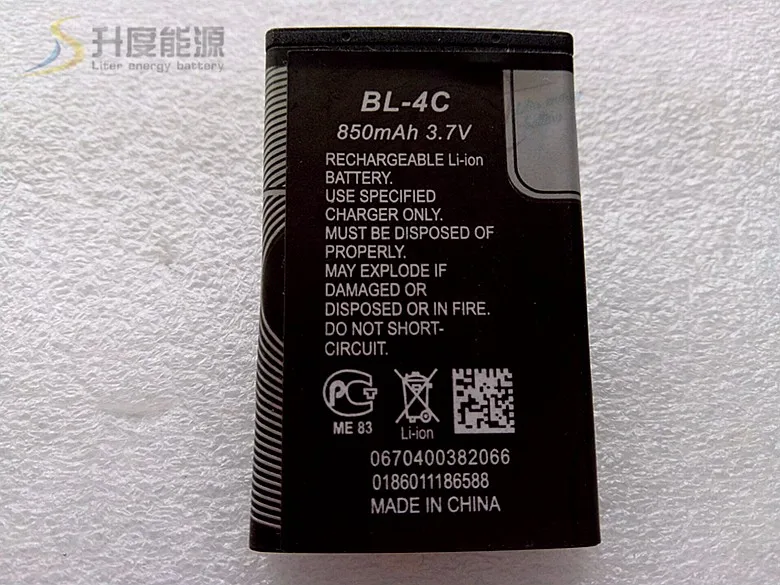 升度能源
Liter energy battery
BL-4C
850mAh 3.7V
RECHARGEABLE Li-ion
BATTERY.
USE SPECIFIED
CHARGER ONLY.
MUST BE DISPOSED OF
PROPERLY.
MAY EXPLODE IF
DAMAGED OR
DISPOSED OR IN FIRE.
DO NOT SHORT-
CIRCUIT.
РСТ
ME 83
Li-ion
0670400382066
0186011186588
MADE IN CHINA